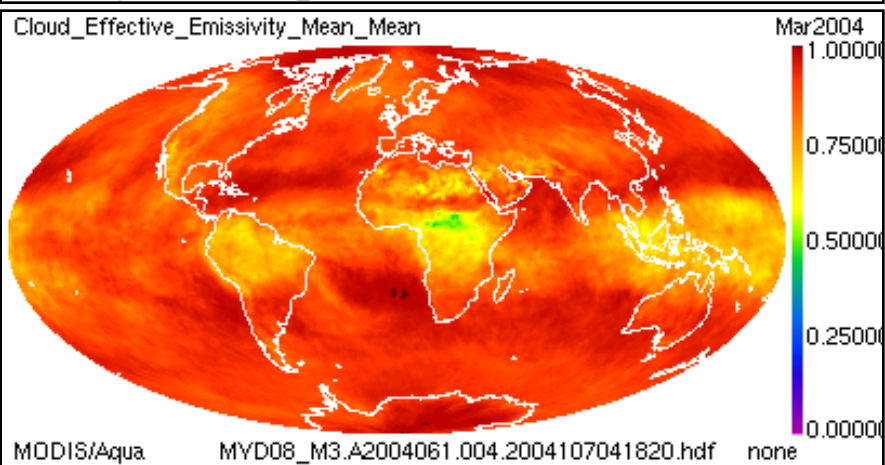 Cloud_Effective_Emissivity_Mean_Mean Mar2004
1.00000
0.75000
0.50000
0.25000
0.00000
MODIS/Aqua MYD08_M3.A2004061.004.2004107041820.hdf none